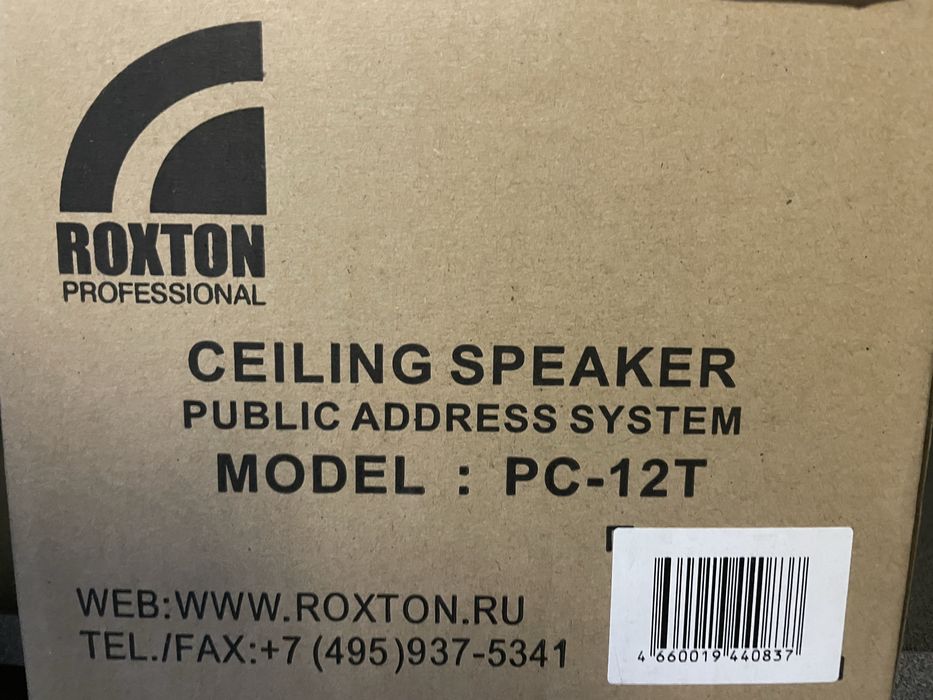 ROXTON
PROFESSIONAL
CEILING SPEAKER
PUBLIC ADDRESS SYSTEM
MODEL : PC-12T
WEB:WWW.ROXTON.RU
TEL./FAX:+7 (495)937-5341
4 660019 440837